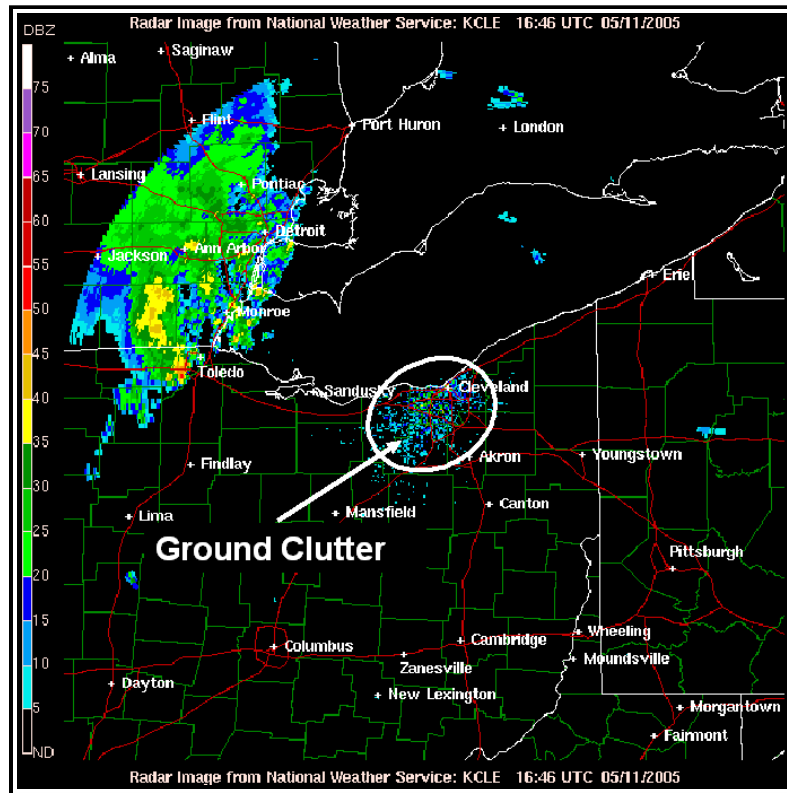 DBZ
Radar Image from National Weather Service: KCLE 16:46 UTC 05/11/2005
Alma
Saginaw
75
70
65
60
55
50
45
40
35
30
25
20
15
10
5
ND
Flint
Port Huron
London
Lansing
Pontiac
Detroit
Jackson
Ann Arbor
Erie
Monroe
Toledo
Sandusky
Cleveland
Findlay
Akron
Youngstown
Lima
Mansfield
Canton
Ground Clutter
Pittsburgh
Columbus
Cambridge
Wheeling
Zanesville
Moundsville
Dayton
New Lexington
Morgantown
Fairmont
Radar Image from National Weather Service: KCLE 16:46 UTC 05/11/2005